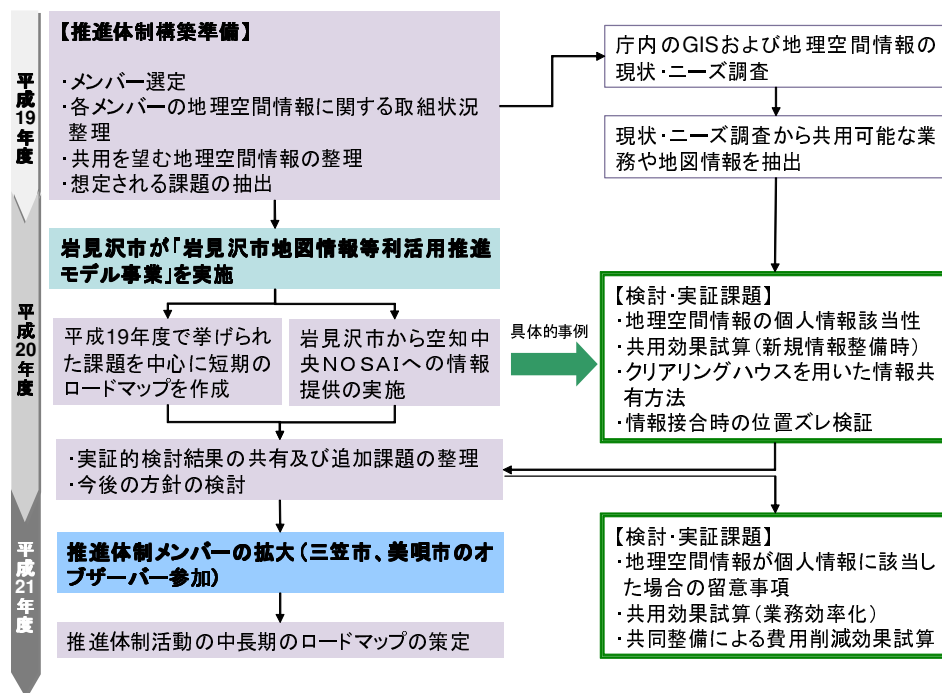 平成19年度
【推進体制構築準備】
・メンバー選定
・各メンバーの地理空間情報に関する取組状況
整理
・共用を望む地理空間情報の整理
・想定される課題の抽出
庁内のGISおよび地理空間情報の
現状・ニーズ調査
現状・ニーズ調査から共用可能な業
務や地図情報を抽出
平成20年度
岩見沢市が「岩見沢市地図情報等利活用推進
モデル事業」を実施
平成19年度で挙げられ
た課題を中心に短期の
ロードマップを作成
岩見沢市から空知中
央NOSAIへの情報
提供の実施
具体的事例
【検討・実証課題】
・地理空間情報の個人情報該当性
・共用効果試算(新規情報整備時)
・クリアリングハウスを用いた情報共
有方法
・情報接合時の位置ズレ検証
・実証的検討結果の共有及び追加課題の整理
・今後の方針の検討
平成21年度
推進体制メンバーの拡大(三笠市、美唄市のオ
ブザーバー参加)
推進体制活動の中長期のロードマップの策定
【検討・実証課題】
・地理空間情報が個人情報に該当し
た場合の留意事項
・共用効果試算(業務効率化)
・共同整備による費用削減効果試算